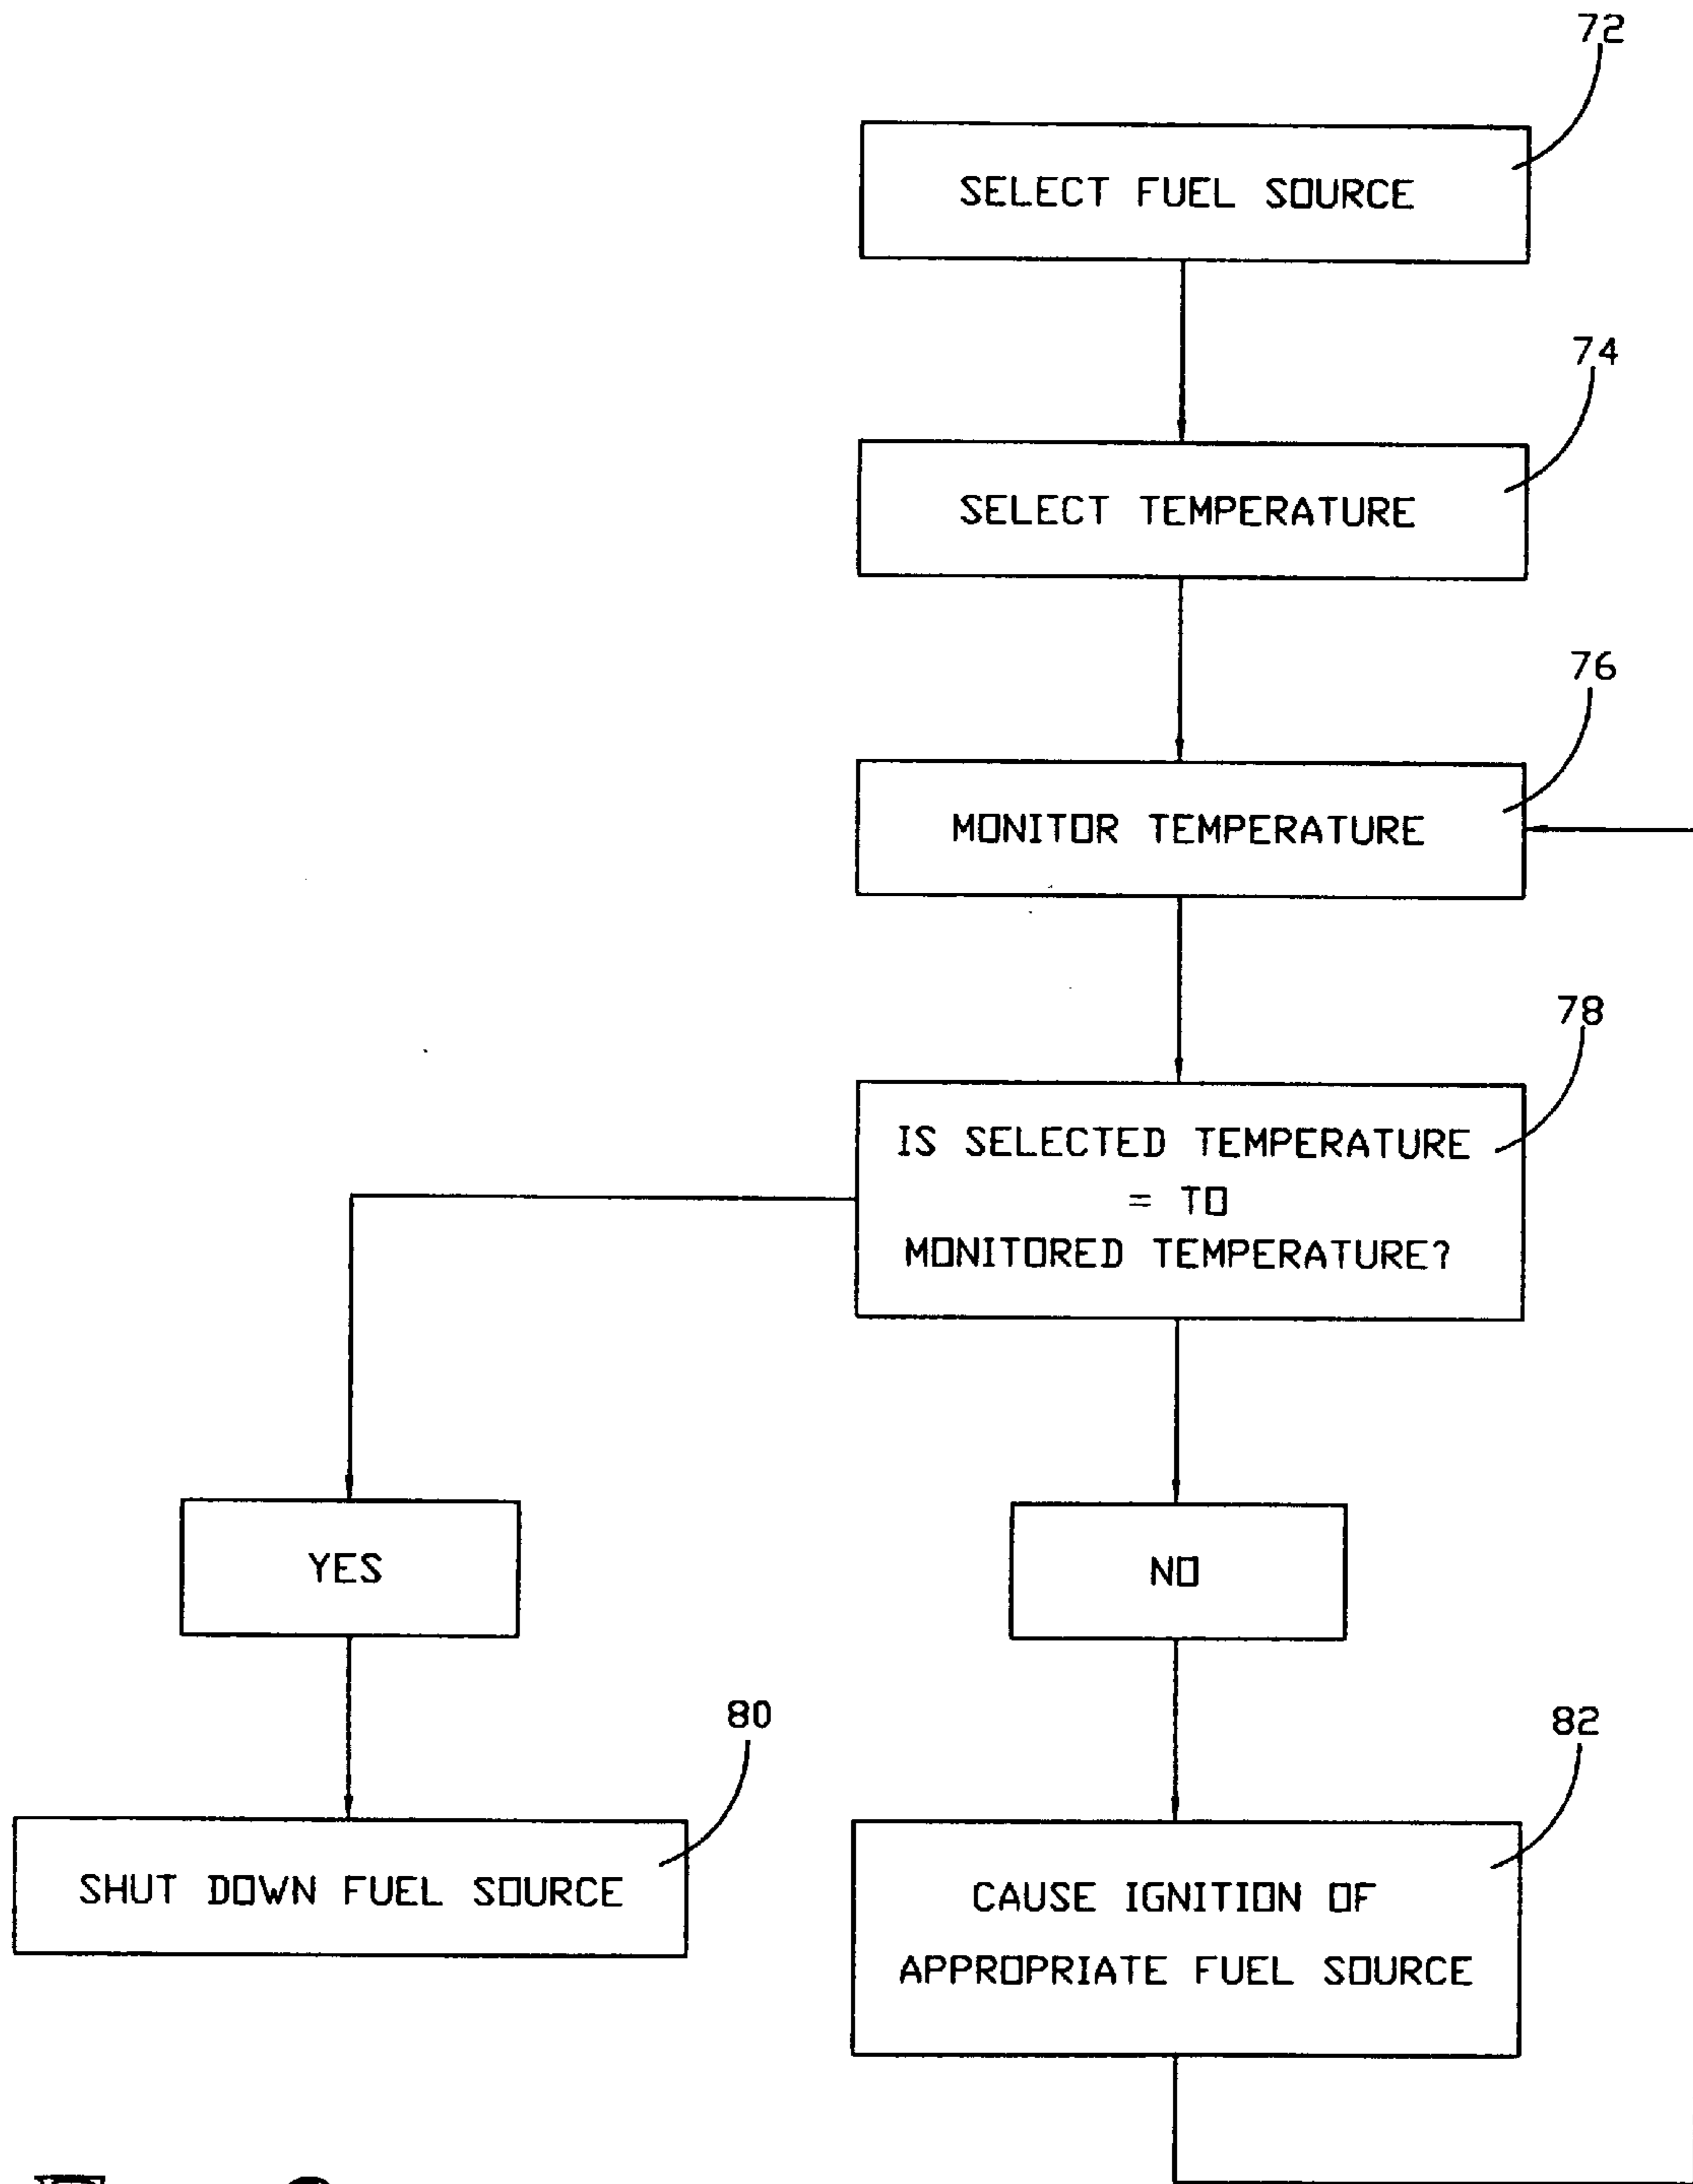 72
SELECT FUEL SOURCE
74
SELECT TEMPERATURE
76
MONITOR TEMPERATURE
78
IS SELECTED TEMPERATURE
= TO
MONITORED TEMPERATURE?
YES
NO
80
SHUT DOWN FUEL SOURCE
82
CAUSE IGNITION OF
APPROPRIATE FUEL SOURCE